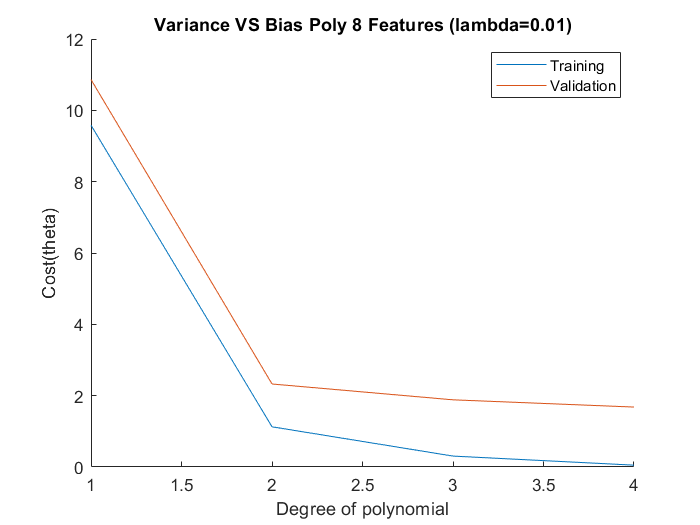 Variance VS Bias Poly 8 Features (lambda=0.01)
Training
Validation
Cost(theta)
12
10
8
6
4
2
0
1
1.5
2
2.5
3
3.5
4
Degree of polynomial